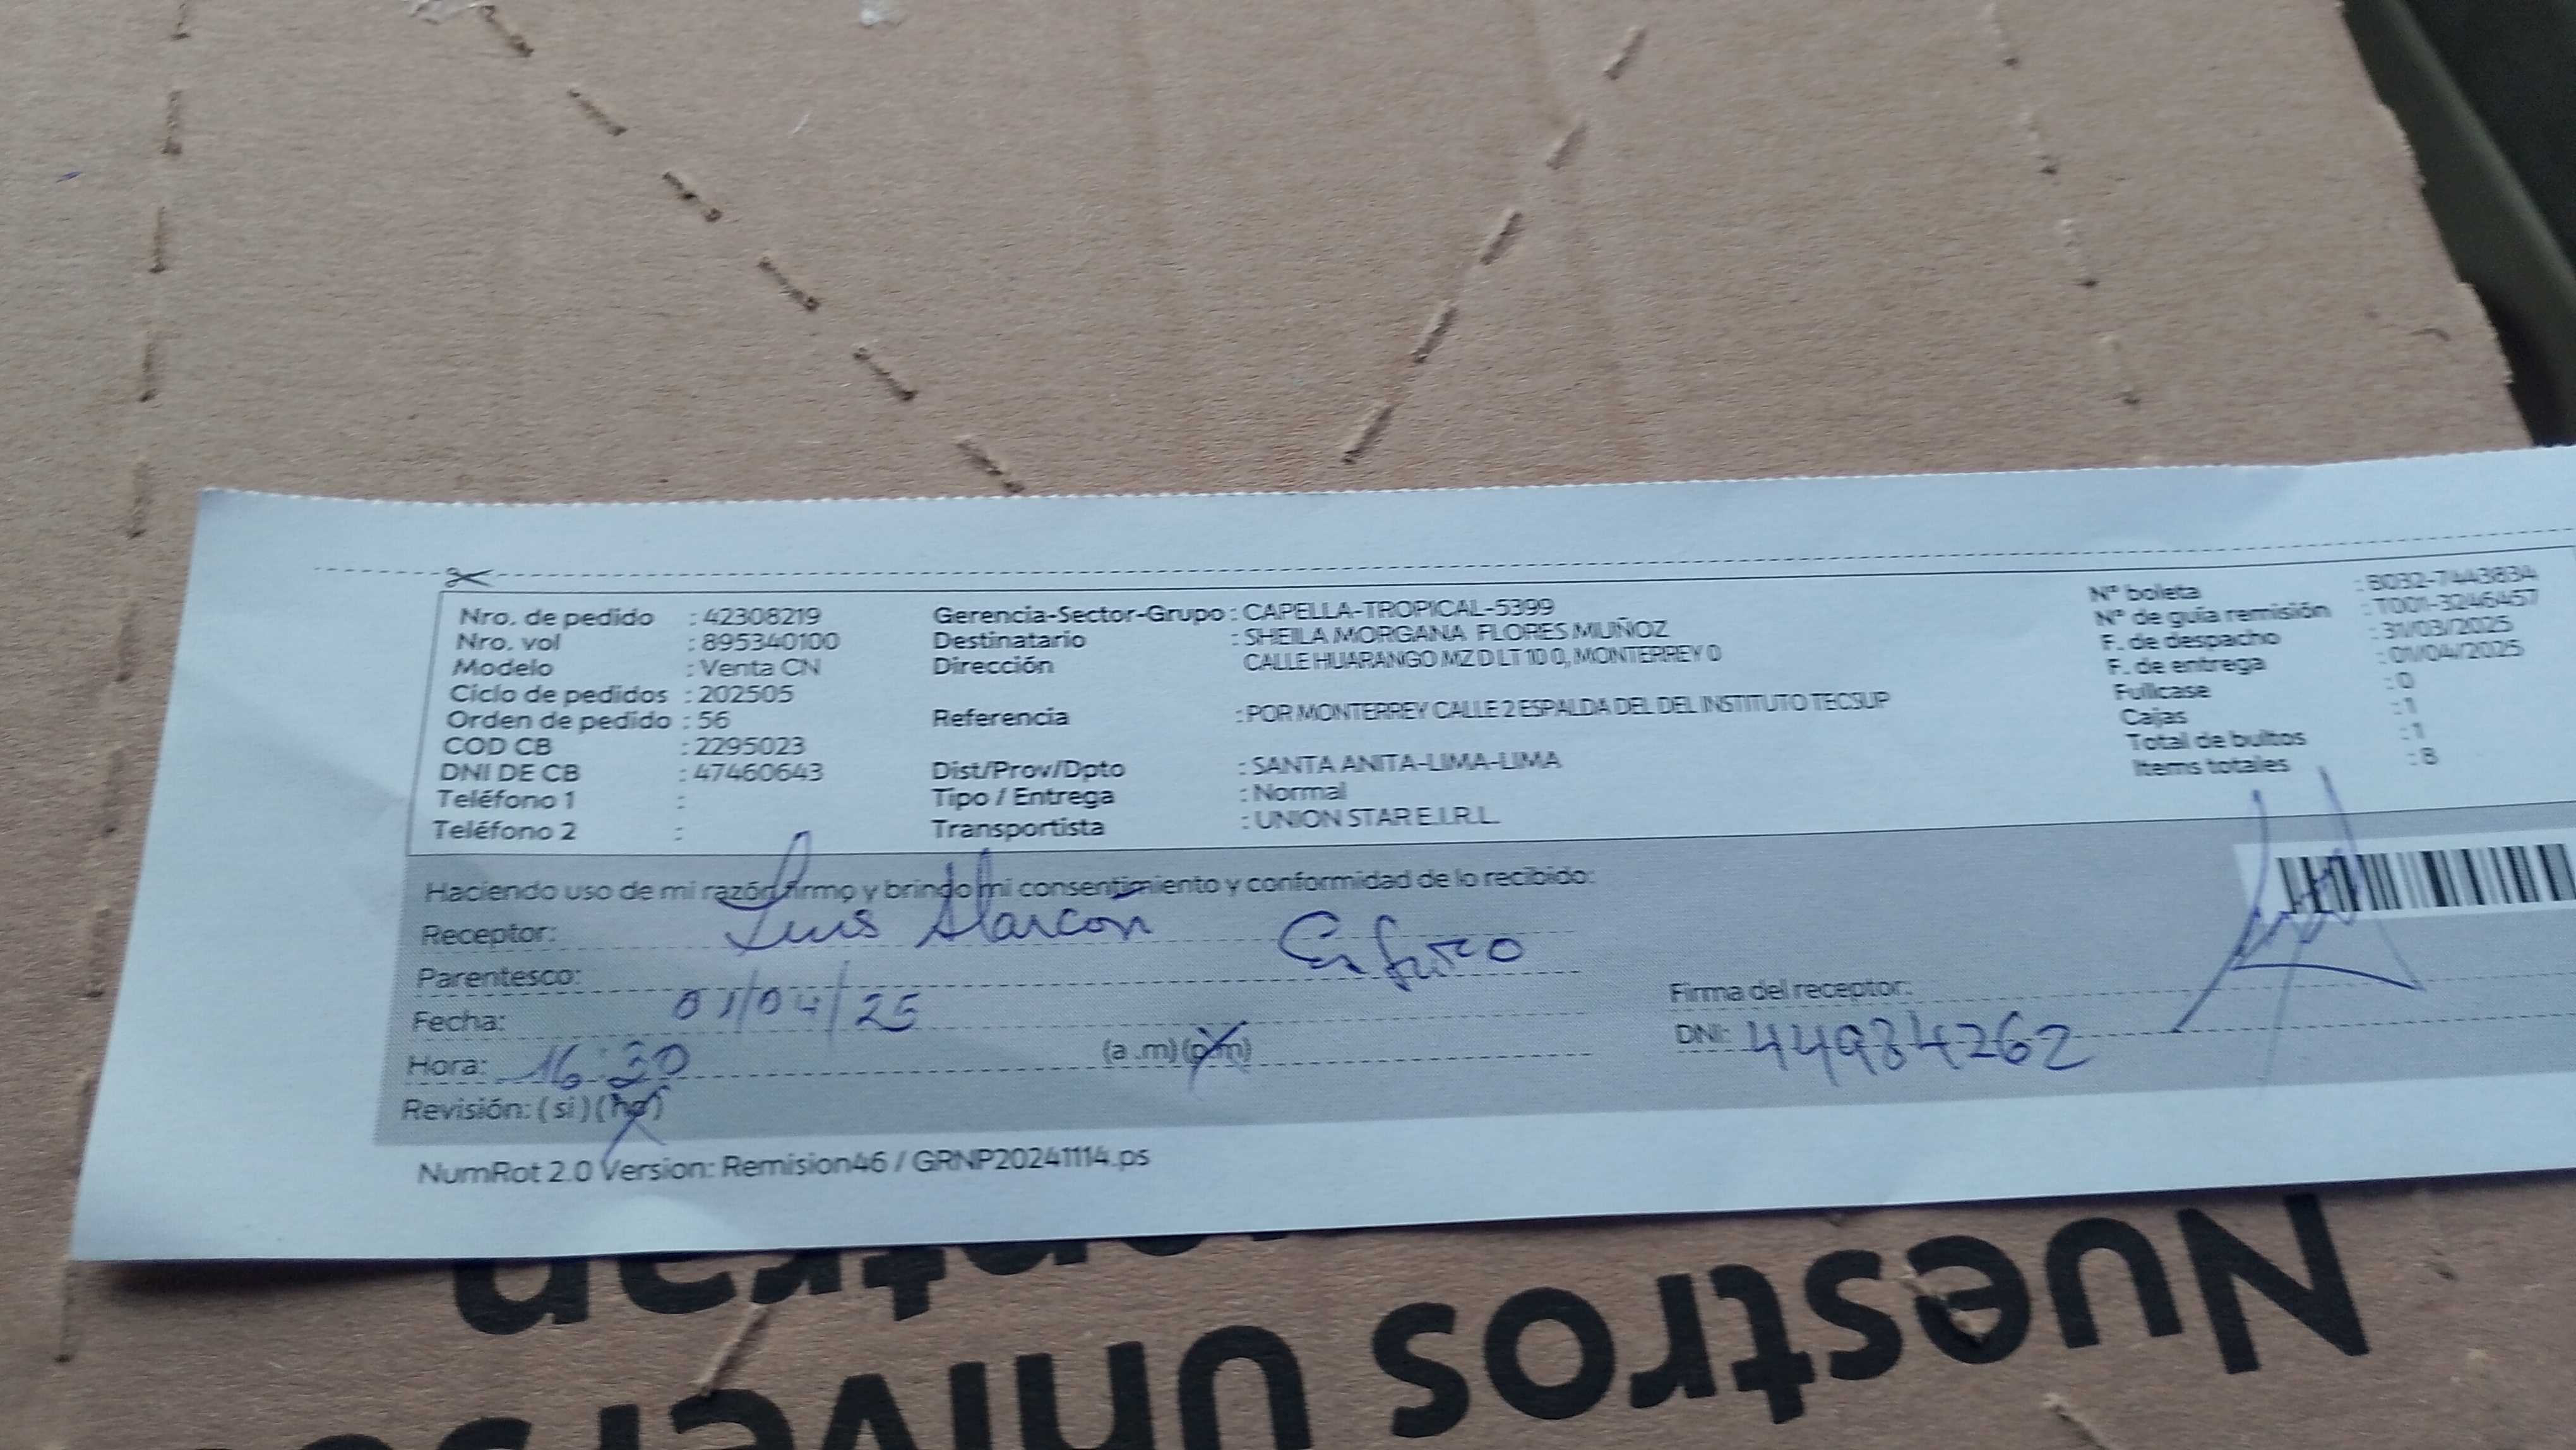 Nro. de pedido : 42308219
Nro. vol : 895340100
Modelo : Venta CN
Ciclo de pedidos : 202505
Orden de pedido : 56
COD CB : 2295023
DNI DE CB : 47460643
Teléfono 1 :
Teléfono 2 :
Gerencia-Sector-Grupo : CAPELLA-TROPICAL-5399
Destinatario : SHEILA MORGANA FLORES MUÑOZ
Dirección CALLE HUARANGO MZ D LT 10 0, MONTERREY 0
Referencia : POR MONTERREY CALLE 2 ESPALDA DEL DEL INSTITUTO TECSUP
Dist/Prov/Dpto : SANTA ANITA-LIMA-LIMA
Tipo / Entrega : Normal
Transportista : UNION STAR E.I.R.L.
N° boleta : B032-7443834
N° de guía remisión : T001-3246457
F. de despacho : 31/03/2025
F. de entrega : 01/04/2025
Fullcase : 0
Cajas : 1
Total de bultos : 1
Items totales : 8
Haciendo uso de mi razón firmo y brindo mi consentimiento y conformidad de lo recibido:
Receptor: Luis Alarcón
Parentesco:
Fecha: 01/04/25
Hora: 16:30 (a .m) (p.m)
Revisión: ( si ) ( no )
Firma del receptor:
DNI: 44984262
NumRot 2.0 Version: Remision46 / GRNP20241114.ps
Nuestros